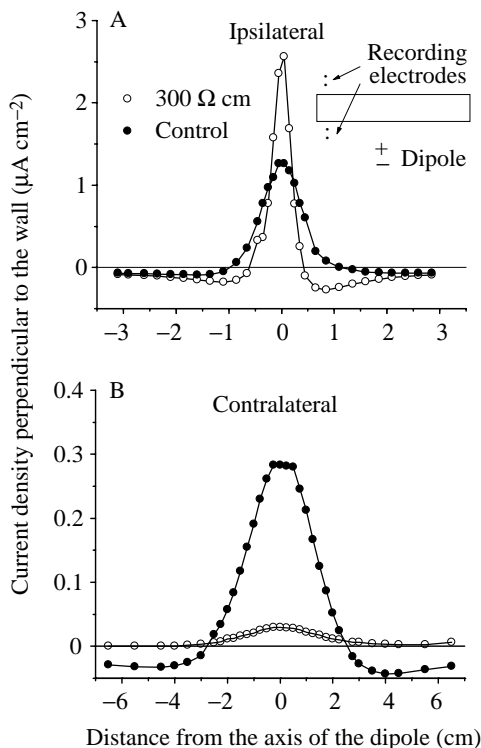 A
Ipsilateral
Recording
electrodes
300 Ω cm
Control
+
– Dipole
3
2
1
0
−3 −2 −1 0 1 2 3
B
Contralateral
0.4
0.3
0.2
0.1
0
−6 −4 −2 0 2 4 6
Current density perpendicular to the wall (μA cm−2)
Distance from the axis of the dipole (cm)